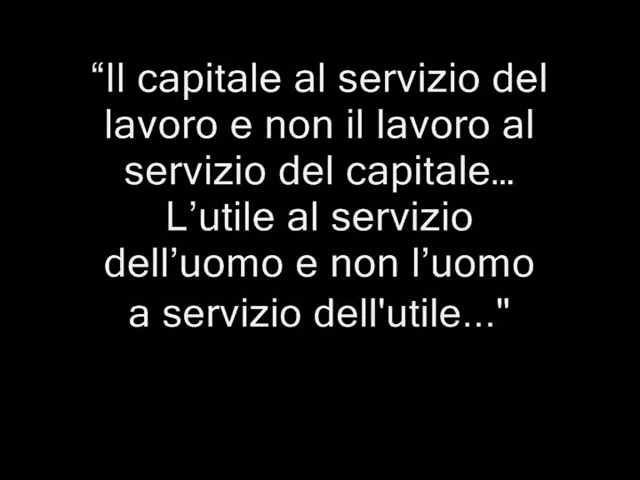 “Il capitale al servizio del
lavoro e non il lavoro al
servizio del capitale…
L’utile al servizio
dell’uomo e non l’uomo
a servizio dell'utile..."